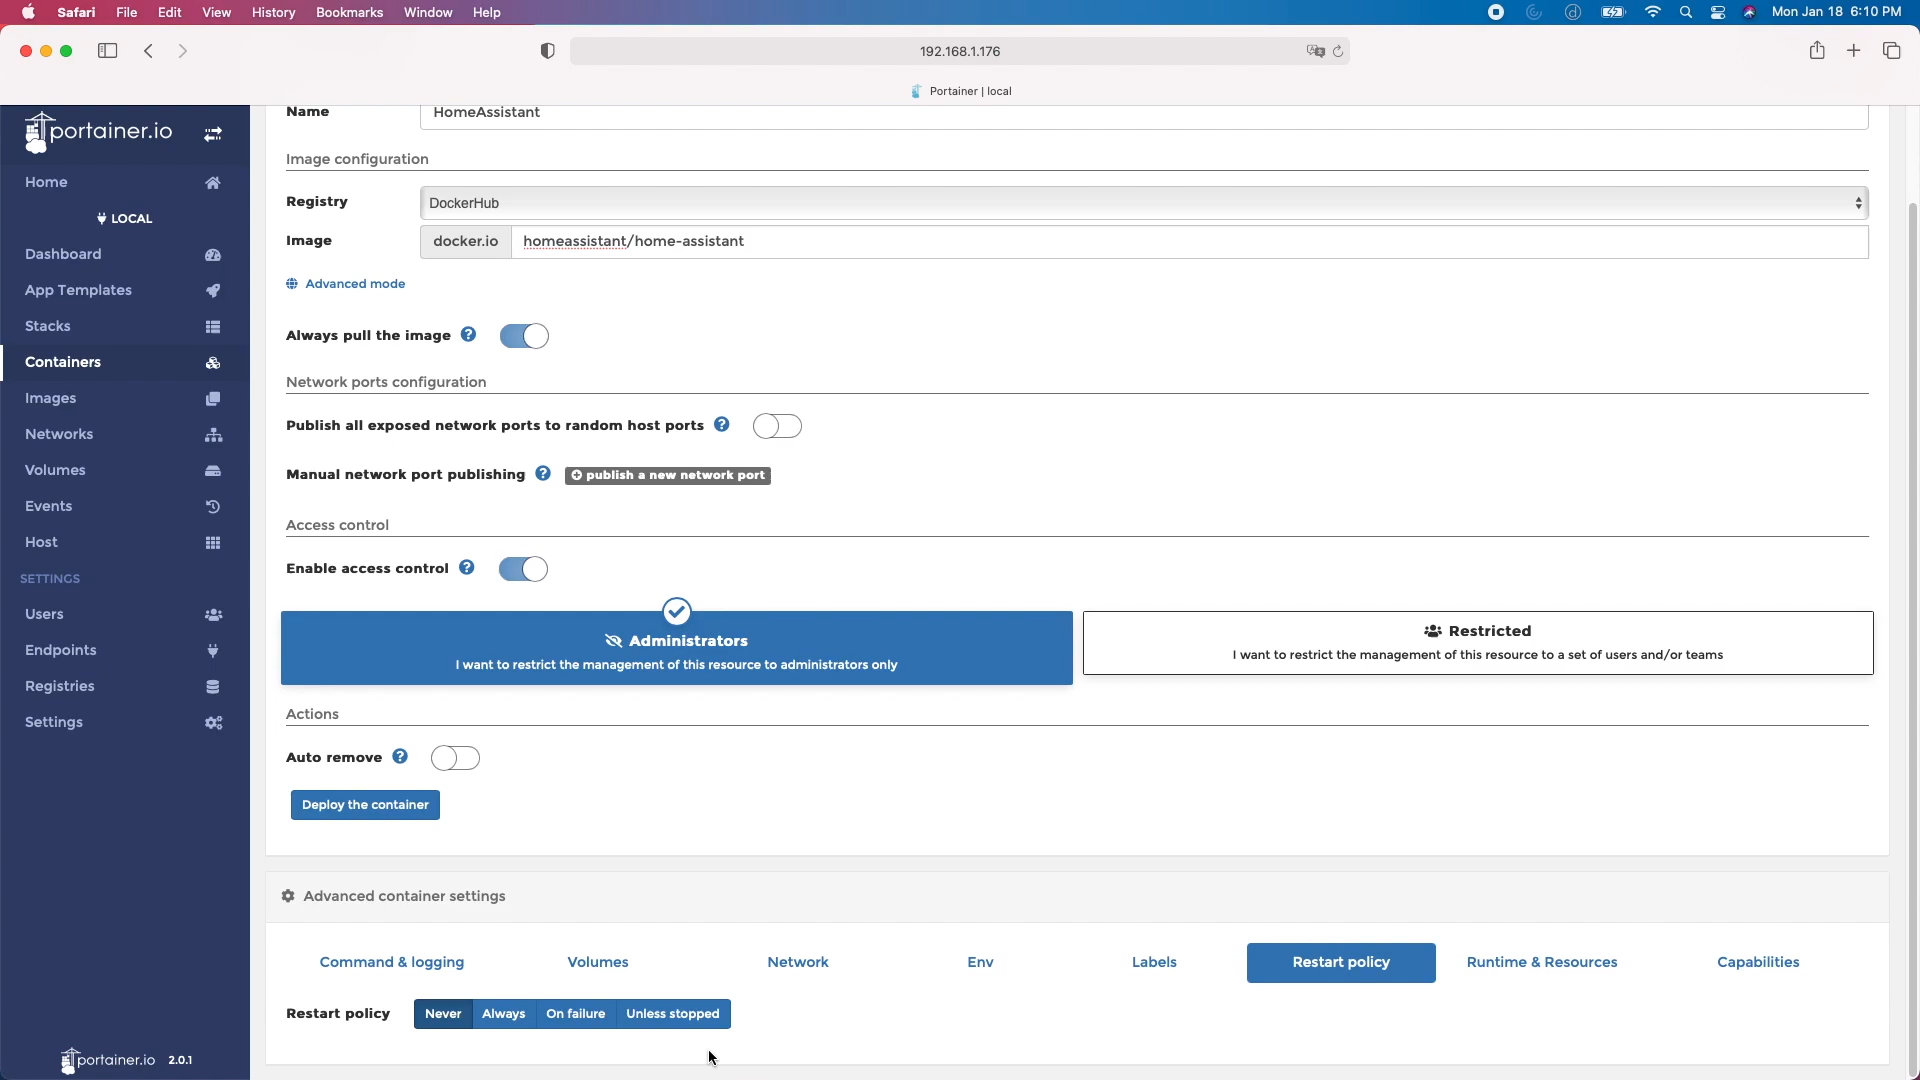 Safari File Edit View History Bookmarks Window Help
Mon Jan 18 6:10 PM
192.168.1.176
Portainer | local
portainer.io
Home
LOCAL
Dashboard
App Templates
Stacks
Containers
Images
Networks
Volumes
Events
Host
SETTINGS
Users
Endpoints
Registries
Settings
portainer.io 2.0.1
Name HomeAssistant
Image configuration
Registry DockerHub
Image docker.io homeassistant/home-assistant
Advanced mode
Always pull the image
Network ports configuration
Publish all exposed network ports to random host ports
Manual network port publishing publish a new network port
Access control
Enable access control
Administrators
I want to restrict the management of this resource to administrators only
Restricted
I want to restrict the management of this resource to a set of users and/or teams
Actions
Auto remove
Deploy the container
Advanced container settings
Command & logging Volumes Network Env Labels Restart policy Runtime & Resources Capabilities
Restart policy Never Always On failure Unless stopped